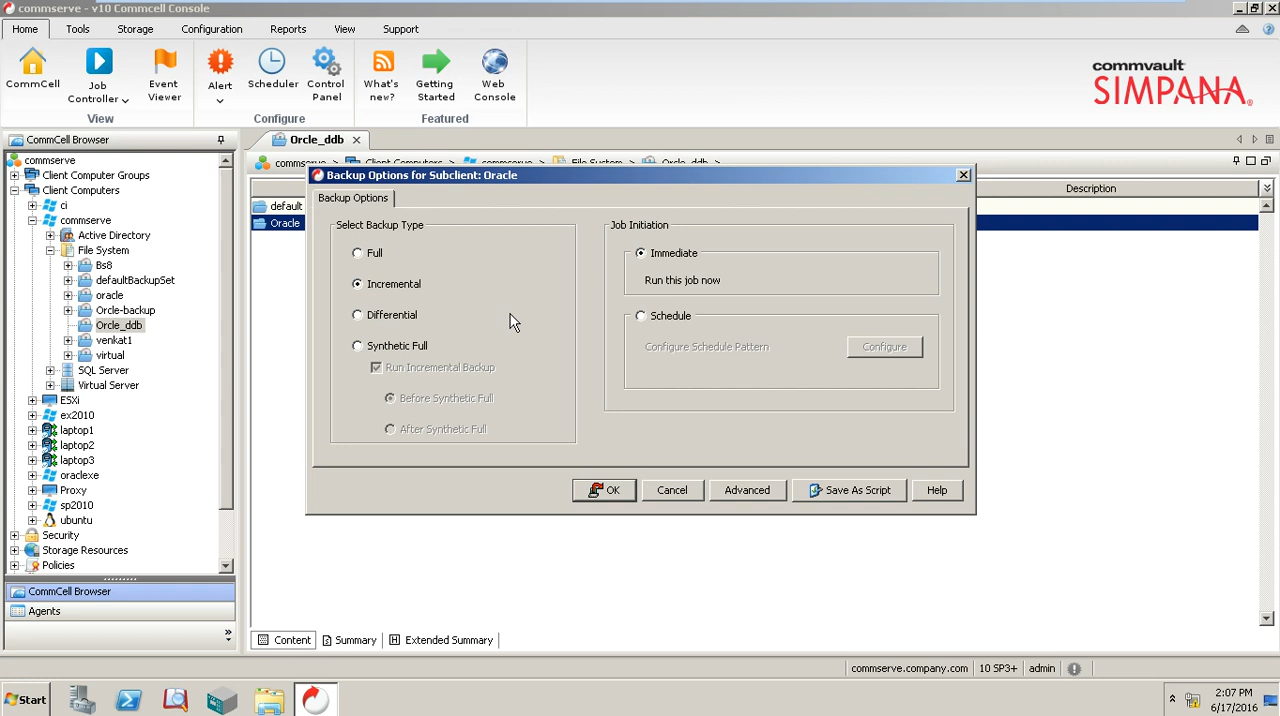 commserve - v10 Commcell Console
Home Tools Storage Configuration Reports View Support
CommCell
Job Controller
Event Viewer
Alert
Scheduler
Control Panel
What's new?
Getting Started
Web Console
View Configure Featured
commvault
SIMPANA
CommCell Browser
commserve
Client Computer Groups
Client Computers
ci
commserve
Active Directory
File System
Bs8
defaultBackupSet
oracle
Orcle-backup
Orcle_ddb
venkat1
virtual
SQL Server
Virtual Server
ESXi
ex2010
laptop1
laptop2
laptop3
oraclexe
Proxy
sp2010
ubuntu
Security
Storage Resources
Policies
CommCell Browser
Agents
Orcle_ddb
commserve > Client Computers > commserve > File System > Orcle_ddb >
Description
default
Oracle
Backup Options for Subclient: Oracle
Backup Options
Select Backup Type
Full
Incremental
Differential
Synthetic Full
Run Incremental Backup
Before Synthetic Full
After Synthetic Full
Job Initiation
Immediate
Run this job now
Schedule
Configure Schedule Pattern Configure
OK Cancel Advanced Save As Script Help
Content Summary Extended Summary
commserve.company.com 10 SP3+ admin
Start
2:07 PM
6/17/2016